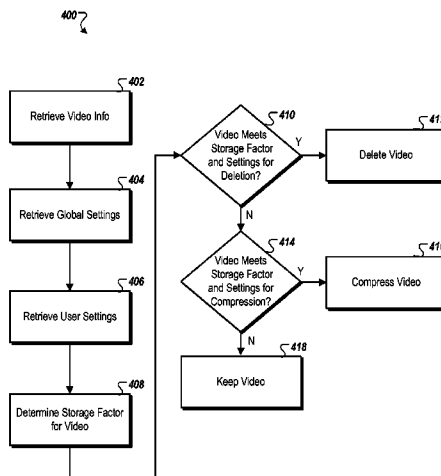 400
402
Retrieve Video Info
404
Retrieve Global Settings
406
Retrieve User Settings
408
Determine Storage Factor
for Video
410
Video Meets
Storage Factor
and Settings for
Deletion?
Y
Delete Video
N
414
Video Meets
Storage Factor
and Settings for
Compression?
Y
Compress Video
N
418
Keep Video